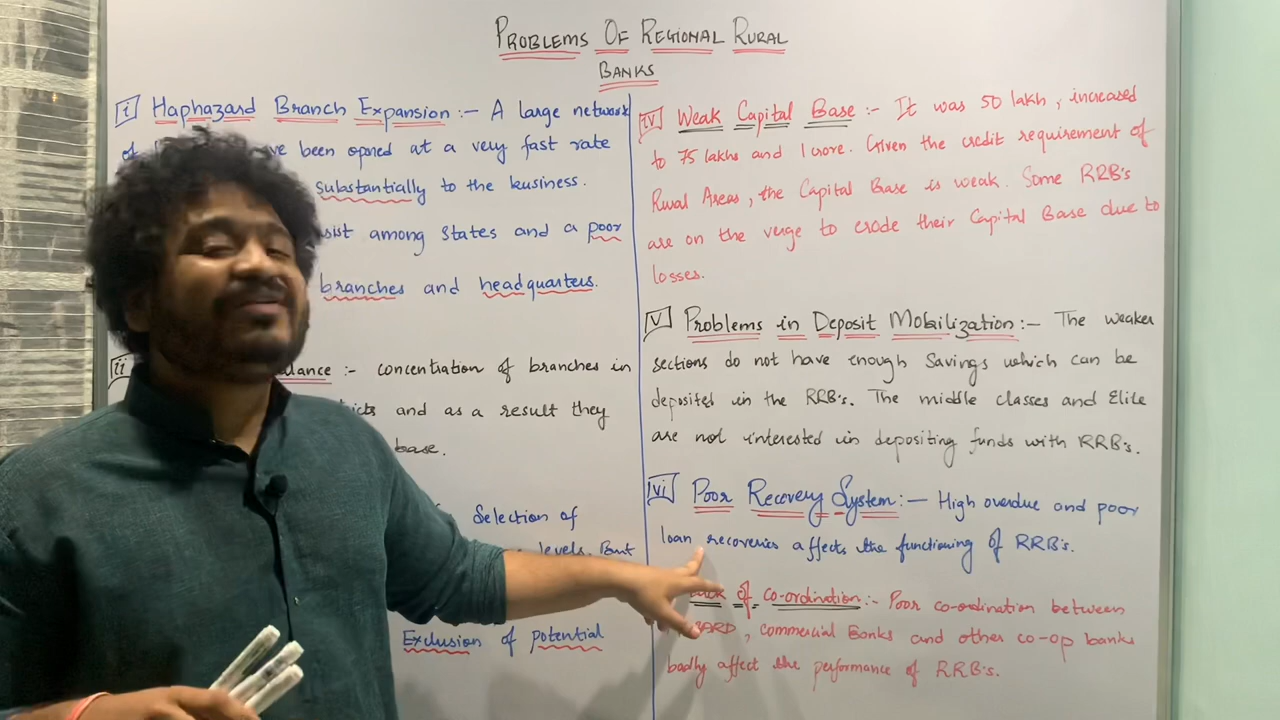 PROBLEMS OF REGIONAL RURAL
BANKS
i Haphazard Branch Expansion :- A large network
of have been opened at a very fast rate
substantially to the business.
among states and a poor
branches and headquarters.
ii :- concentration of branches in
and as a result they
base.
Selection of
levels. But
Exclusion of potential
iv Weak Capital Base :- It was 50 lakh, increased
to 75 lakhs and 1 crore. Given the credit requirement of
Rural Areas, the Capital Base is weak. Some RRB's
are on the verge to erode their Capital Base due to
losses.
v Problems in Deposit Mobilization :- The weaker
sections do not have enough Savings which can be
deposited in the RRB's. The middle classes and Elite
are not interested in depositing funds with RRB's.
vi Poor Recovery System :- High overdue and poor
loan recoveries affects the functioning of RRB's.
of co-ordination :- Poor co-ordination between
, commercial Banks and other co-op banks
badly affect the performance of RRB's.